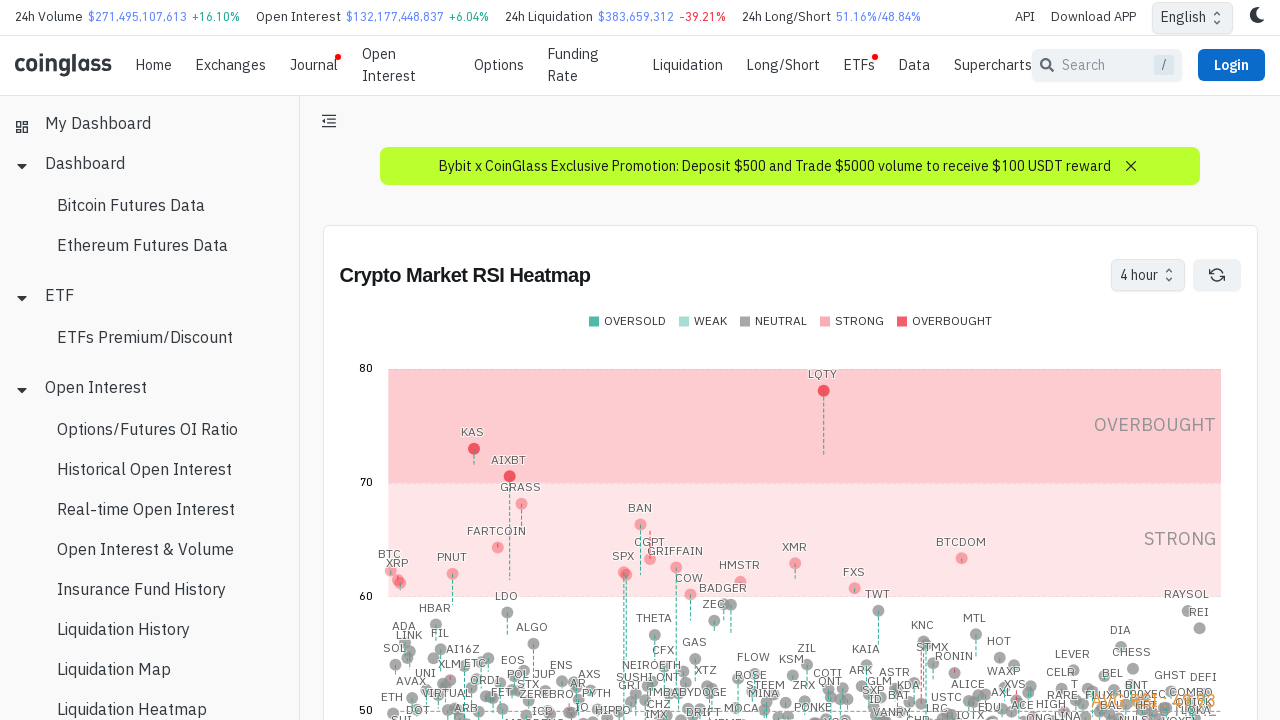 24h Volume $271,495,107,613 +16.10% Open Interest $132,177,448,837 +6.04% 24h Liquidation $383,659,312 -39.21% 24h Long/Short 51.16%/48.84% API Download APP English
coinglass Home Exchanges Journal Open Interest Options Funding Rate Liquidation Long/Short ETFs Data Supercharts Search / Login
My Dashboard
Dashboard
Bitcoin Futures Data
Ethereum Futures Data
ETF
ETFs Premium/Discount
Open Interest
Options/Futures OI Ratio
Historical Open Interest
Real-time Open Interest
Open Interest & Volume
Insurance Fund History
Liquidation History
Liquidation Map
Liquidation Heatmap
Bybit x CoinGlass Exclusive Promotion: Deposit $500 and Trade $5000 volume to receive $100 USDT reward
Crypto Market RSI Heatmap 4 hour
OVERSOLD WEAK NEUTRAL STRONG OVERBOUGHT
80
LQTY
OVERBOUGHT
KAS
AIXBT
70
GRASS
BAN
FARTCOIN
STRONG
CGPT
BTCDOM
GRIFFAIN
XMR
BTC
PNUT
SPX
XRP
HMSTR
FXS
COW
BADGER
60
LDO
TWT
RAYSOL
ZEC
HBAR
REI
THETA
MTL
ADA
ALGO
KNC
DIA
LINK
FIL
HOT
GAS
SOL
AI16Z
CFX
ZIL
KAIA
STMX
CHESS
RONIN
LEVER
FLOW
KSM
XLM
ETC
EOS
ENS
NEIROETH
XTZ
ARK
ASTR
WAXP
UNI
POL
JUP
AXS
SUSHI
ONT
ROSE
COTI
CELR
BEL
GHST
DEFI
AVAX
ORDI
STX
AR
STEEM
ZRX
QNT
GLM
KDA
ALICE
XVS
T
BNT
COMBO
ETH
VIRTUAL
FET
ZEREBRO
PYTH
BABYDOGE
MINA
SXP
BAT
USTC
AXL
RARE
FLUX
DOT
ARB
ICP
IO
HIPPO
CHZ
IMX
DRIFT
MOCA
PONKE
VANRY
LRC
IOTX
EDU
ACE
HIGH
LINA
50